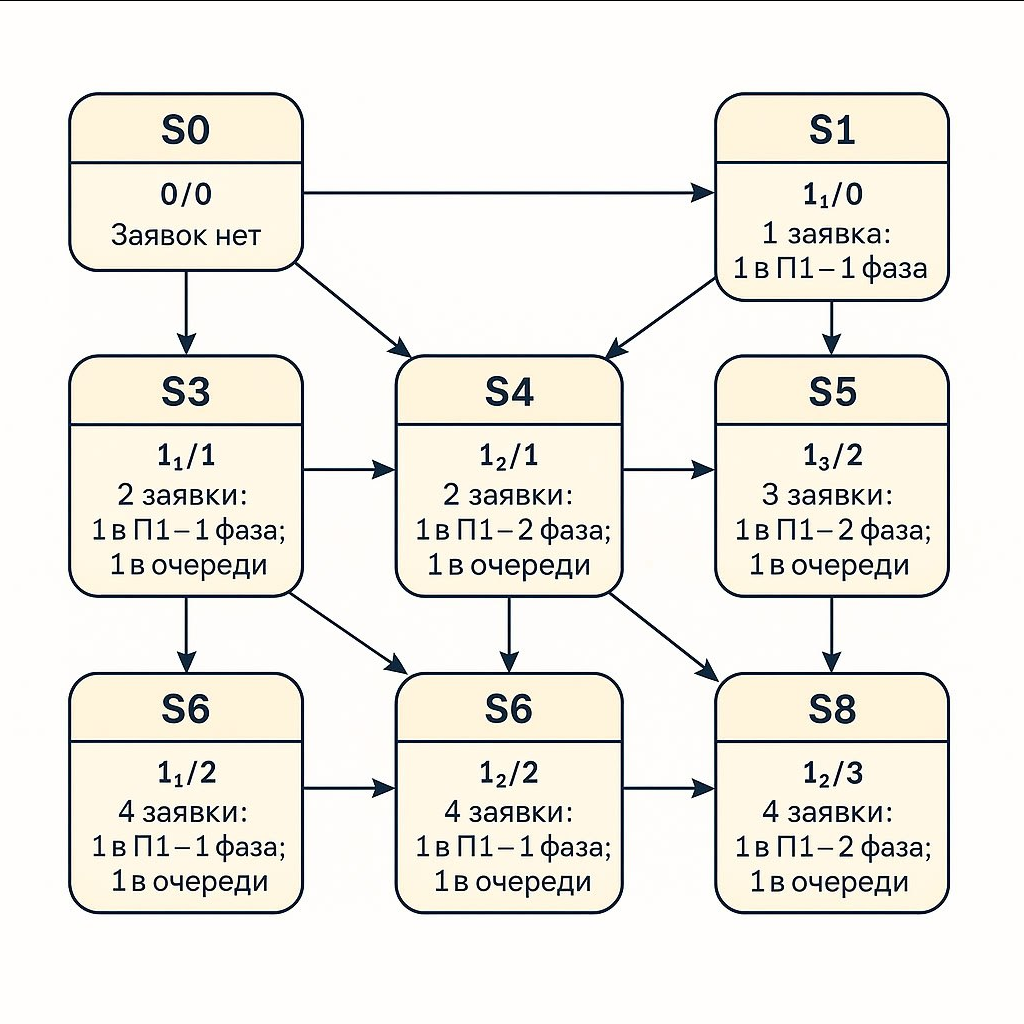 S0
0/0
Заявок нет
S1
1₁/0
1 заявка:
1 в П1–1 фаза
S3
1₁/1
2 заявки:
1 в П1–1 фаза;
1 в очереди
S4
1₂/1
2 заявки:
1 в П1–2 фаза;
1 в очереди
S5
1₃/2
3 заявки:
1 в П1–2 фаза;
1 в очереди
S6
1₁/2
4 заявки:
1 в П1–1 фаза;
1 в очереди
S6
1₂/2
4 заявки:
1 в П1–1 фаза;
1 в очереди
S8
1₂/3
4 заявки:
1 в П1–2 фаза;
1 в очереди